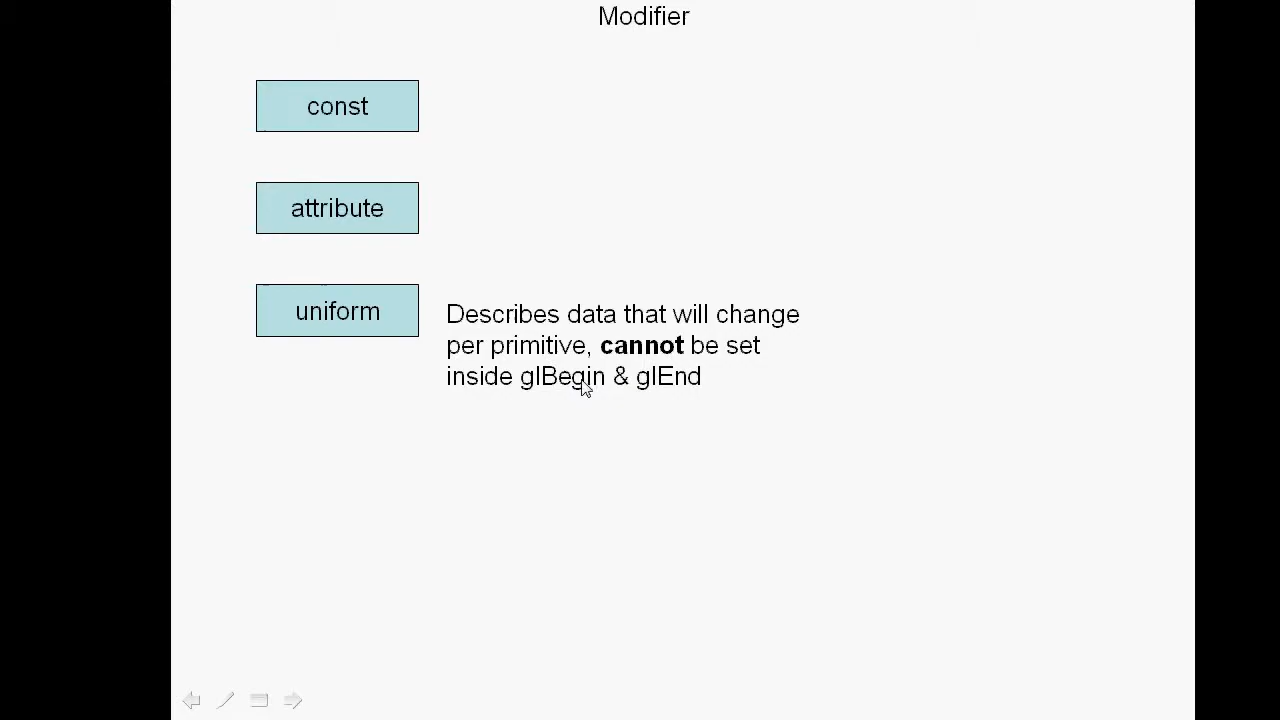 Modifier
const
attribute
uniform
Describes data that will change
per primitive, cannot be set
inside glBegin & glEnd